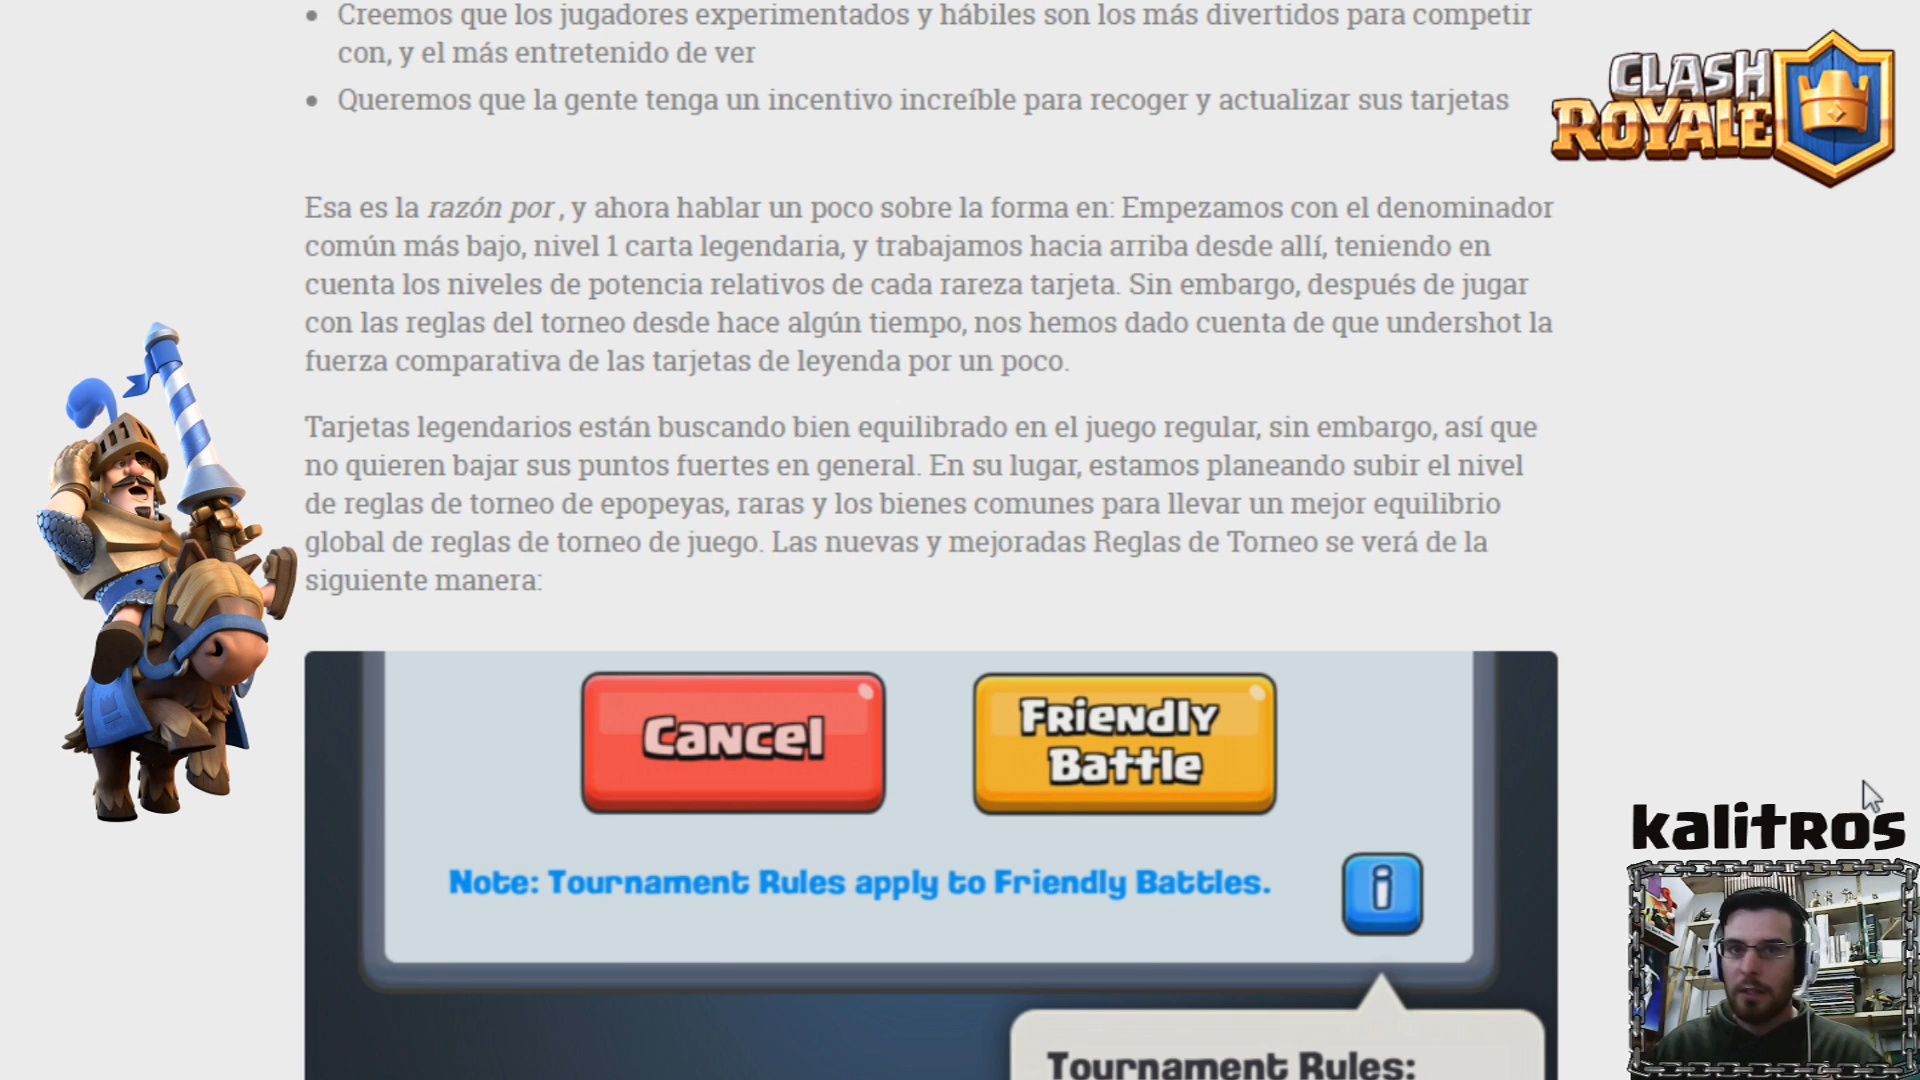 Creemos que los jugadores experimentados y hábiles son los más divertidos para competir
con, y el más entretenido de ver
Queremos que la gente tenga un incentivo increíble para recoger y actualizar sus tarjetas
CLASH
ROYALE
Esa es la razón por , y ahora hablar un poco sobre la forma en: Empezamos con el denominador
común más bajo, nivel 1 carta legendaria, y trabajamos hacia arriba desde allí, teniendo en
cuenta los niveles de potencia relativos de cada rareza tarjeta. Sin embargo, después de jugar
con las reglas del torneo desde hace algún tiempo, nos hemos dado cuenta de que undershot la
fuerza comparativa de las tarjetas de leyenda por un poco.
Tarjetas legendarios están buscando bien equilibrado en el juego regular, sin embargo, así que
no quieren bajar sus puntos fuertes en general. En su lugar, estamos planeando subir el nivel
de reglas de torneo de epopeyas, raras y los bienes comunes para llevar un mejor equilibrio
global de reglas de torneo de juego. Las nuevas y mejoradas Reglas de Torneo se verá de la
siguiente manera:
Cancel
Friendly
Battle
Note: Tournament Rules apply to Friendly Battles.
i
Tournament Rules:
kalitros